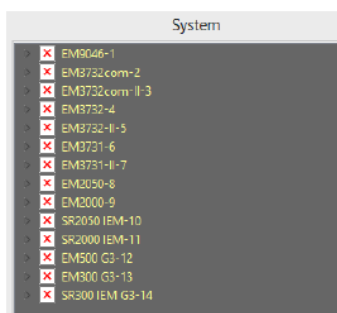 System
EM9046-1
EM3732com-2
EM3732com-II-3
EM3732-4
EM3732-II-5
EM3731-6
EM3731-II-7
EM2050-8
EM2000-9
SR2050 IEM-10
SR2000 IEM-11
EM500 G3-12
EM300 G3-13
SR300 IEM G3-14